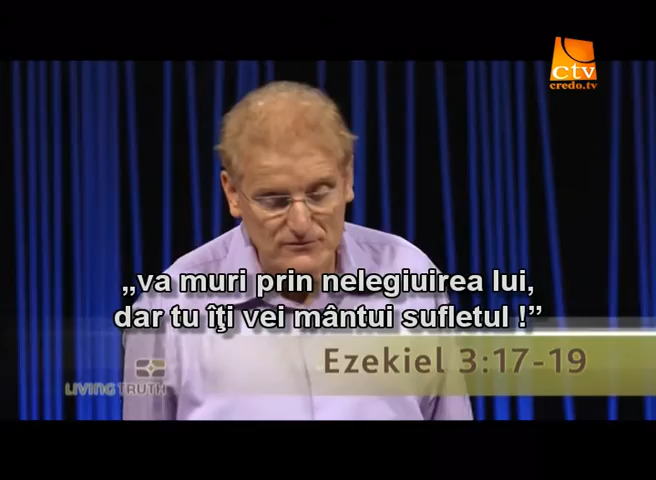 ctv
credo.tv
„va muri prin nelegiuirea lui,
dar tu îţi vei mântui sufletul !”
Ezekiel 3:17-19
LIVING TRUTH